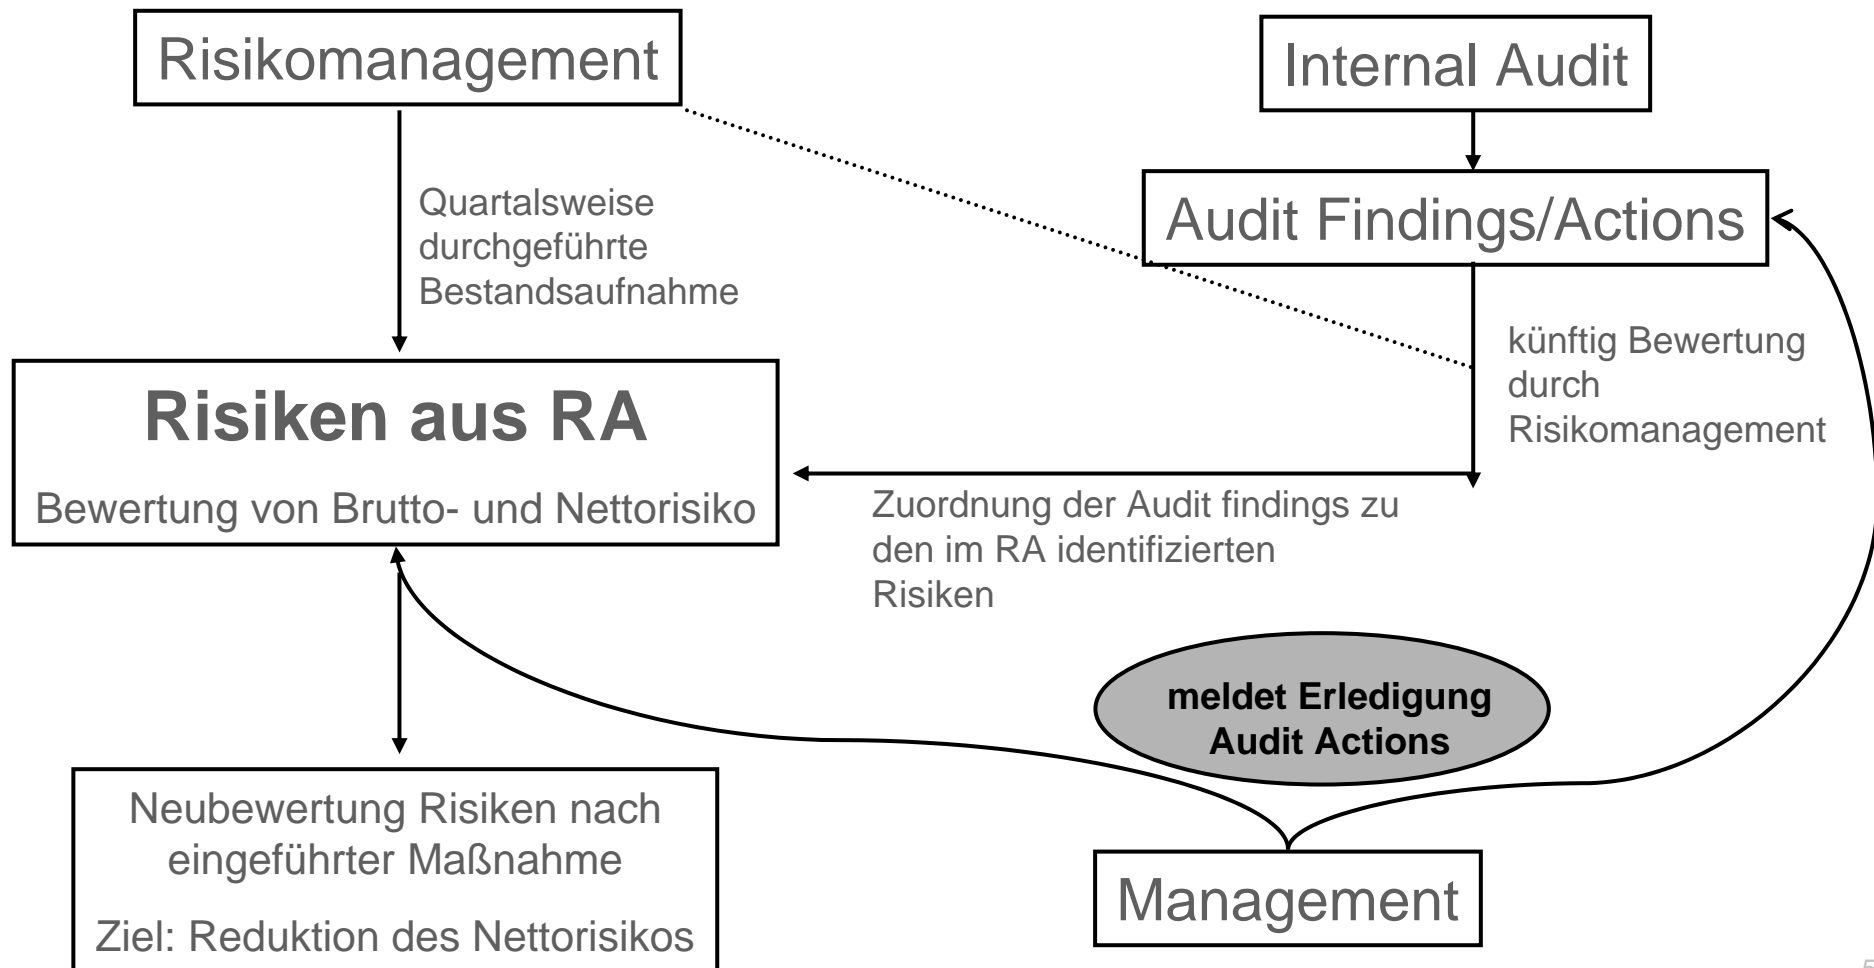 Risikomanagement
Internal Audit
Quartalsweise
durchgeführte
Bestandsaufnahme
Audit Findings/Actions
künftig Bewertung
durch
Risikomanagement
Risiken aus RA
Bewertung von Brutto- und Nettorisiko
Zuordnung der Audit findings zu
den im RA identifizierten
Risiken
meldet Erledigung
Audit Actions
Neubewertung Risiken nach
eingeführter Maßnahme
Ziel: Reduktion des Nettorisikos
Management
5